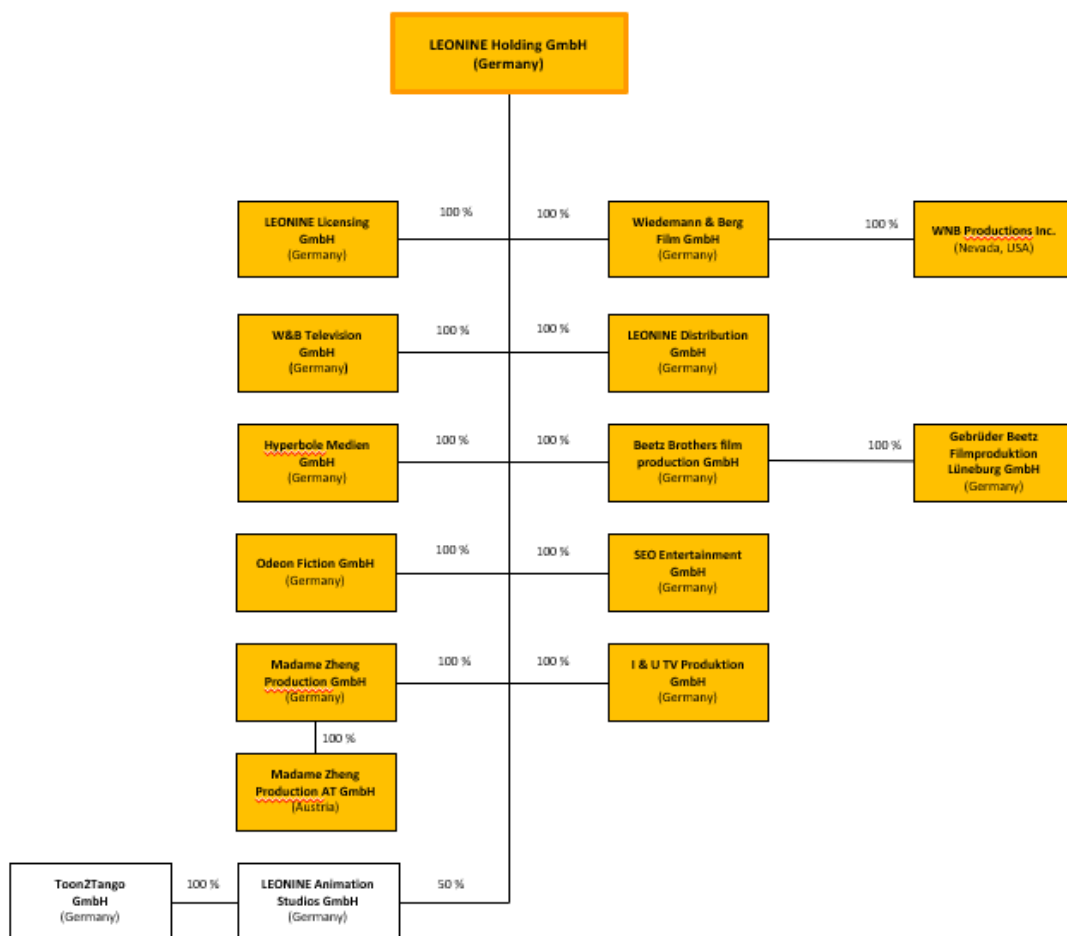 LEONINE Holding GmbH
(Germany)
LEONINE Licensing
GmbH
(Germany)
100 %
100 %
Wiedemann & Berg
Film GmbH
(Germany)
100 %
WNB Productions Inc.
(Nevada, USA)
W&B Television
GmbH
(Germany)
100 %
100 %
LEONINE Distribution
GmbH
(Germany)
Hyperbole Medien
GmbH
(Germany)
100 %
100 %
Beetz Brothers film
production GmbH
(Germany)
100 %
Gebrüder Beetz
Filmproduktion
Lüneburg GmbH
(Germany)
Odeon Fiction GmbH
(Germany)
100 %
100 %
SEO Entertainment
GmbH
(Germany)
Madame Zheng
Production GmbH
(Germany)
100 %
100 %
I & U TV Produktion
GmbH
(Germany)
100 %
Madame Zheng
Production AT GmbH
(Austria)
Toon2Tango
GmbH
(Germany)
100 %
LEONINE Animation
Studios GmbH
(Germany)
50 %